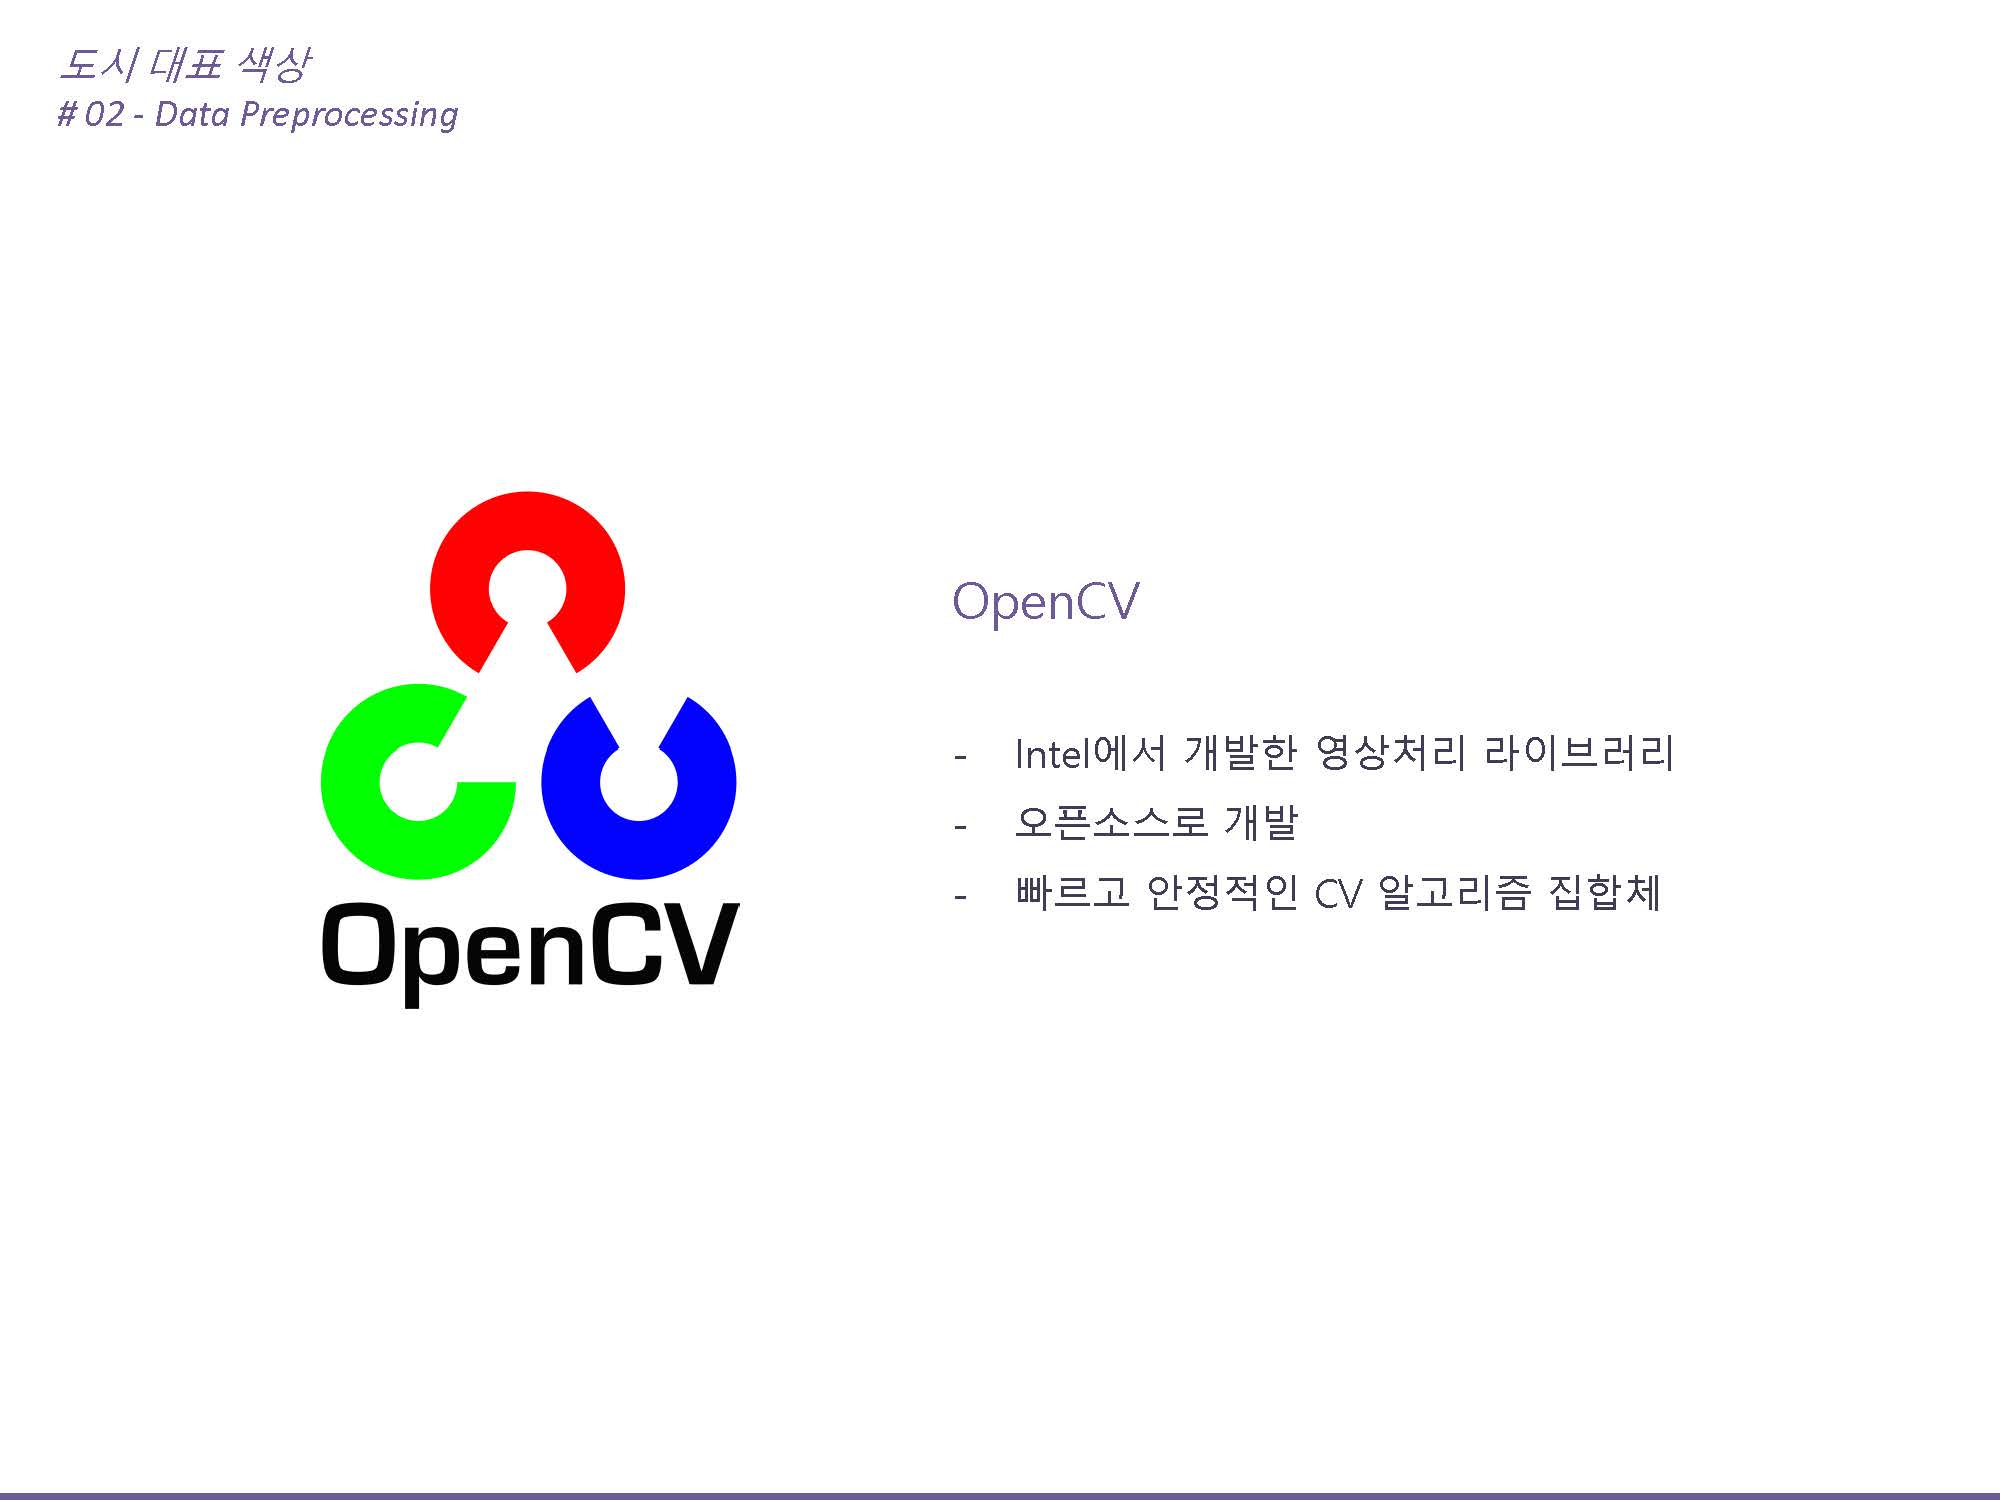 도시 대표 색상
# 02 - Data Preprocessing
OpenCV
OpenCV
- Intel에서 개발한 영상처리 라이브러리
- 오픈소스로 개발
- 빠르고 안정적인 CV 알고리즘 집합체